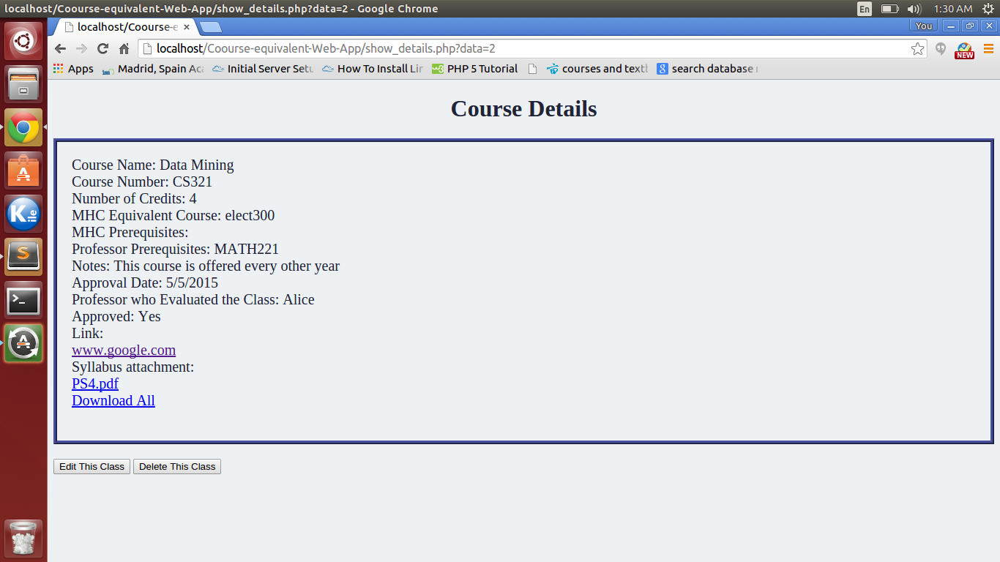 localhost/Coourse-equivalent-Web-App/show_details.php?data=2 - Google Chrome
En
1:30 AM
localhost/Coourse-e
You
localhost/Coourse-equivalent-Web-App/show_details.php?data=2
NEW
Apps
Madrid, Spain Aca
Initial Server Setu
How To Install Lin
PHP 5 Tutorial
courses and textb
search database
Course Details
Course Name: Data Mining
Course Number: CS321
Number of Credits: 4
MHC Equivalent Course: elect300
MHC Prerequisites:
Professor Prerequisites: MATH221
Notes: This course is offered every other year
Approval Date: 5/5/2015
Professor who Evaluated the Class: Alice
Approved: Yes
Link:
www.google.com
Syllabus attachment:
PS4.pdf
Download All
Edit This Class
Delete This Class